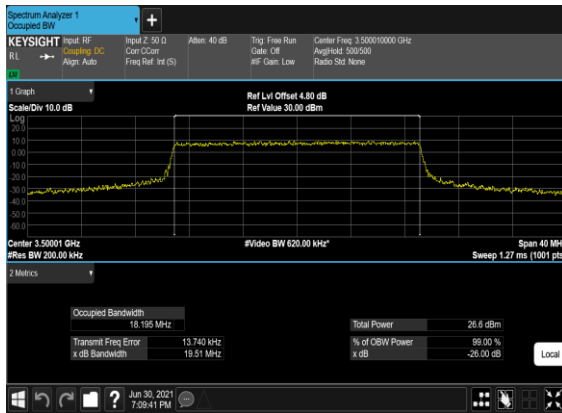 Spectrum Analyzer 1
Occupied BW
+
KEYSIGHT Input: RF Input Z: 50 Ω Atten: 40 dB Trig: Free Run Center Freq: 3.500010000 GHz
RL Coupling: DC Corr CCorr Gate: Off Avg|Hold: 500/500
Align: Auto Freq Ref: Int (S) #IF Gain: Low Radio Std: None
LXI
1 Graph
Ref Lvl Offset 4.80 dB
Scale/Div 10.0 dB Ref Value 30.00 dBm
Log
20.0
10.0
0.00
-10.0
-20.0
-30.0
-40.0
-50.0
-60.0
Center 3.50001 GHz #Video BW 620.00 kHz* Span 40 MH
#Res BW 200.00 kHz Sweep 1.27 ms (1001 pts
2 Metrics
Occupied Bandwidth
18.195 MHz Total Power 26.6 dBm
Transmit Freq Error 13.740 kHz % of OBW Power 99.00 %
x dB Bandwidth 19.51 MHz x dB -26.00 dB
Local
? Jun 30, 2021
7:09:41 PM